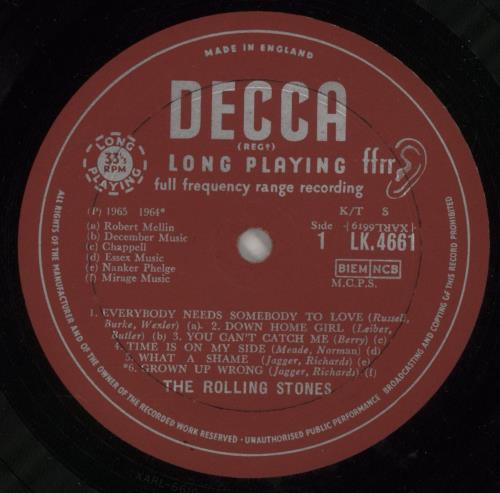 MADE IN ENGLAND
DECCA
(REGᵈ)
LONG PLAYING ffrr
full frequency range recording
LONG
33⅓
RPM
PLAYING
(P) 1965 1964*
(a) Robert Mellin
(b) December Music
(c) Chappell
(d) Essex Music
(e) Nanker Phelge
(f) Mirage Music
K/T S
Side
1 LK.4661
BIEM NCB
M.C.P.S.
1. EVERYBODY NEEDS SOMEBODY TO LOVE (Russell,
Burke, Wexler) (a)- 2. DOWN HOME GIRL (Leiber,
Butler) (b) 3. YOU CAN'T CATCH ME (Berry) (c)
4. TIME IS ON MY SIDE (Meade, Norman) (d)
5. WHAT A SHAME (Jagger, Richards) (e)
*6. GROWN UP WRONG (Jagger, Richards) (f)
THE ROLLING STONES
ALL RIGHTS OF THE MANUFACTURER AND OF THE OWNER OF THE RECORDED WORK RESERVED · UNAUTHORISED PUBLIC PERFORMANCE BROADCASTING AND COPYING OF THIS RECORD PROHIBITED